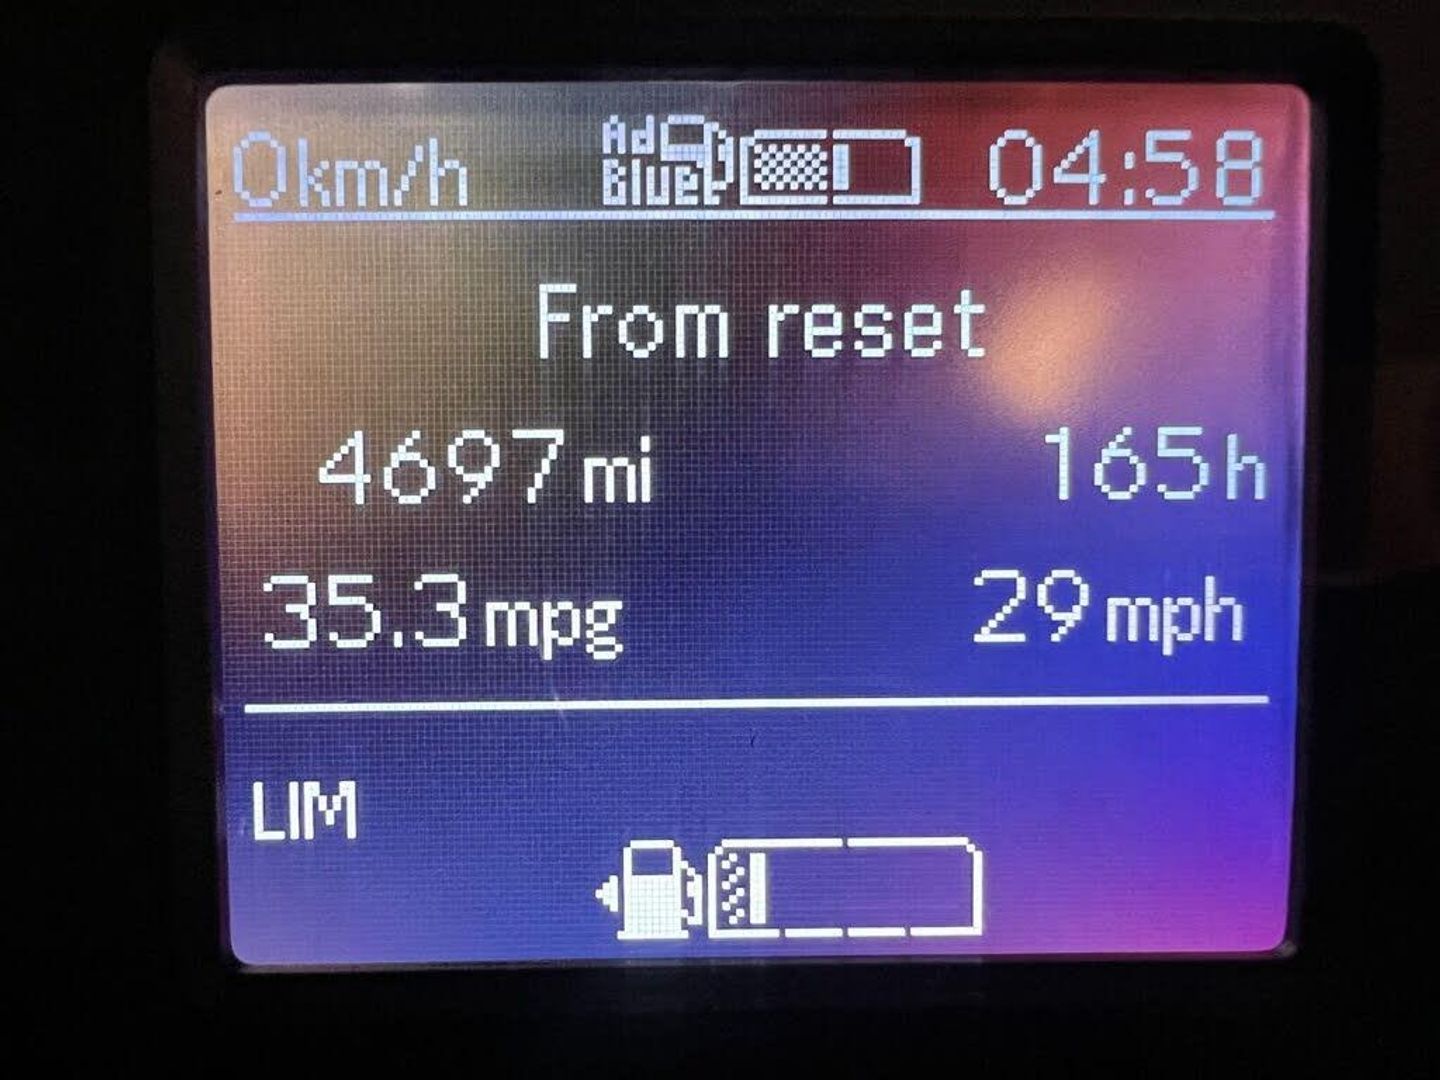 0km/h Ad Blue 04:58
From reset
4697mi 165h
35.3mpg 29mph
LIM